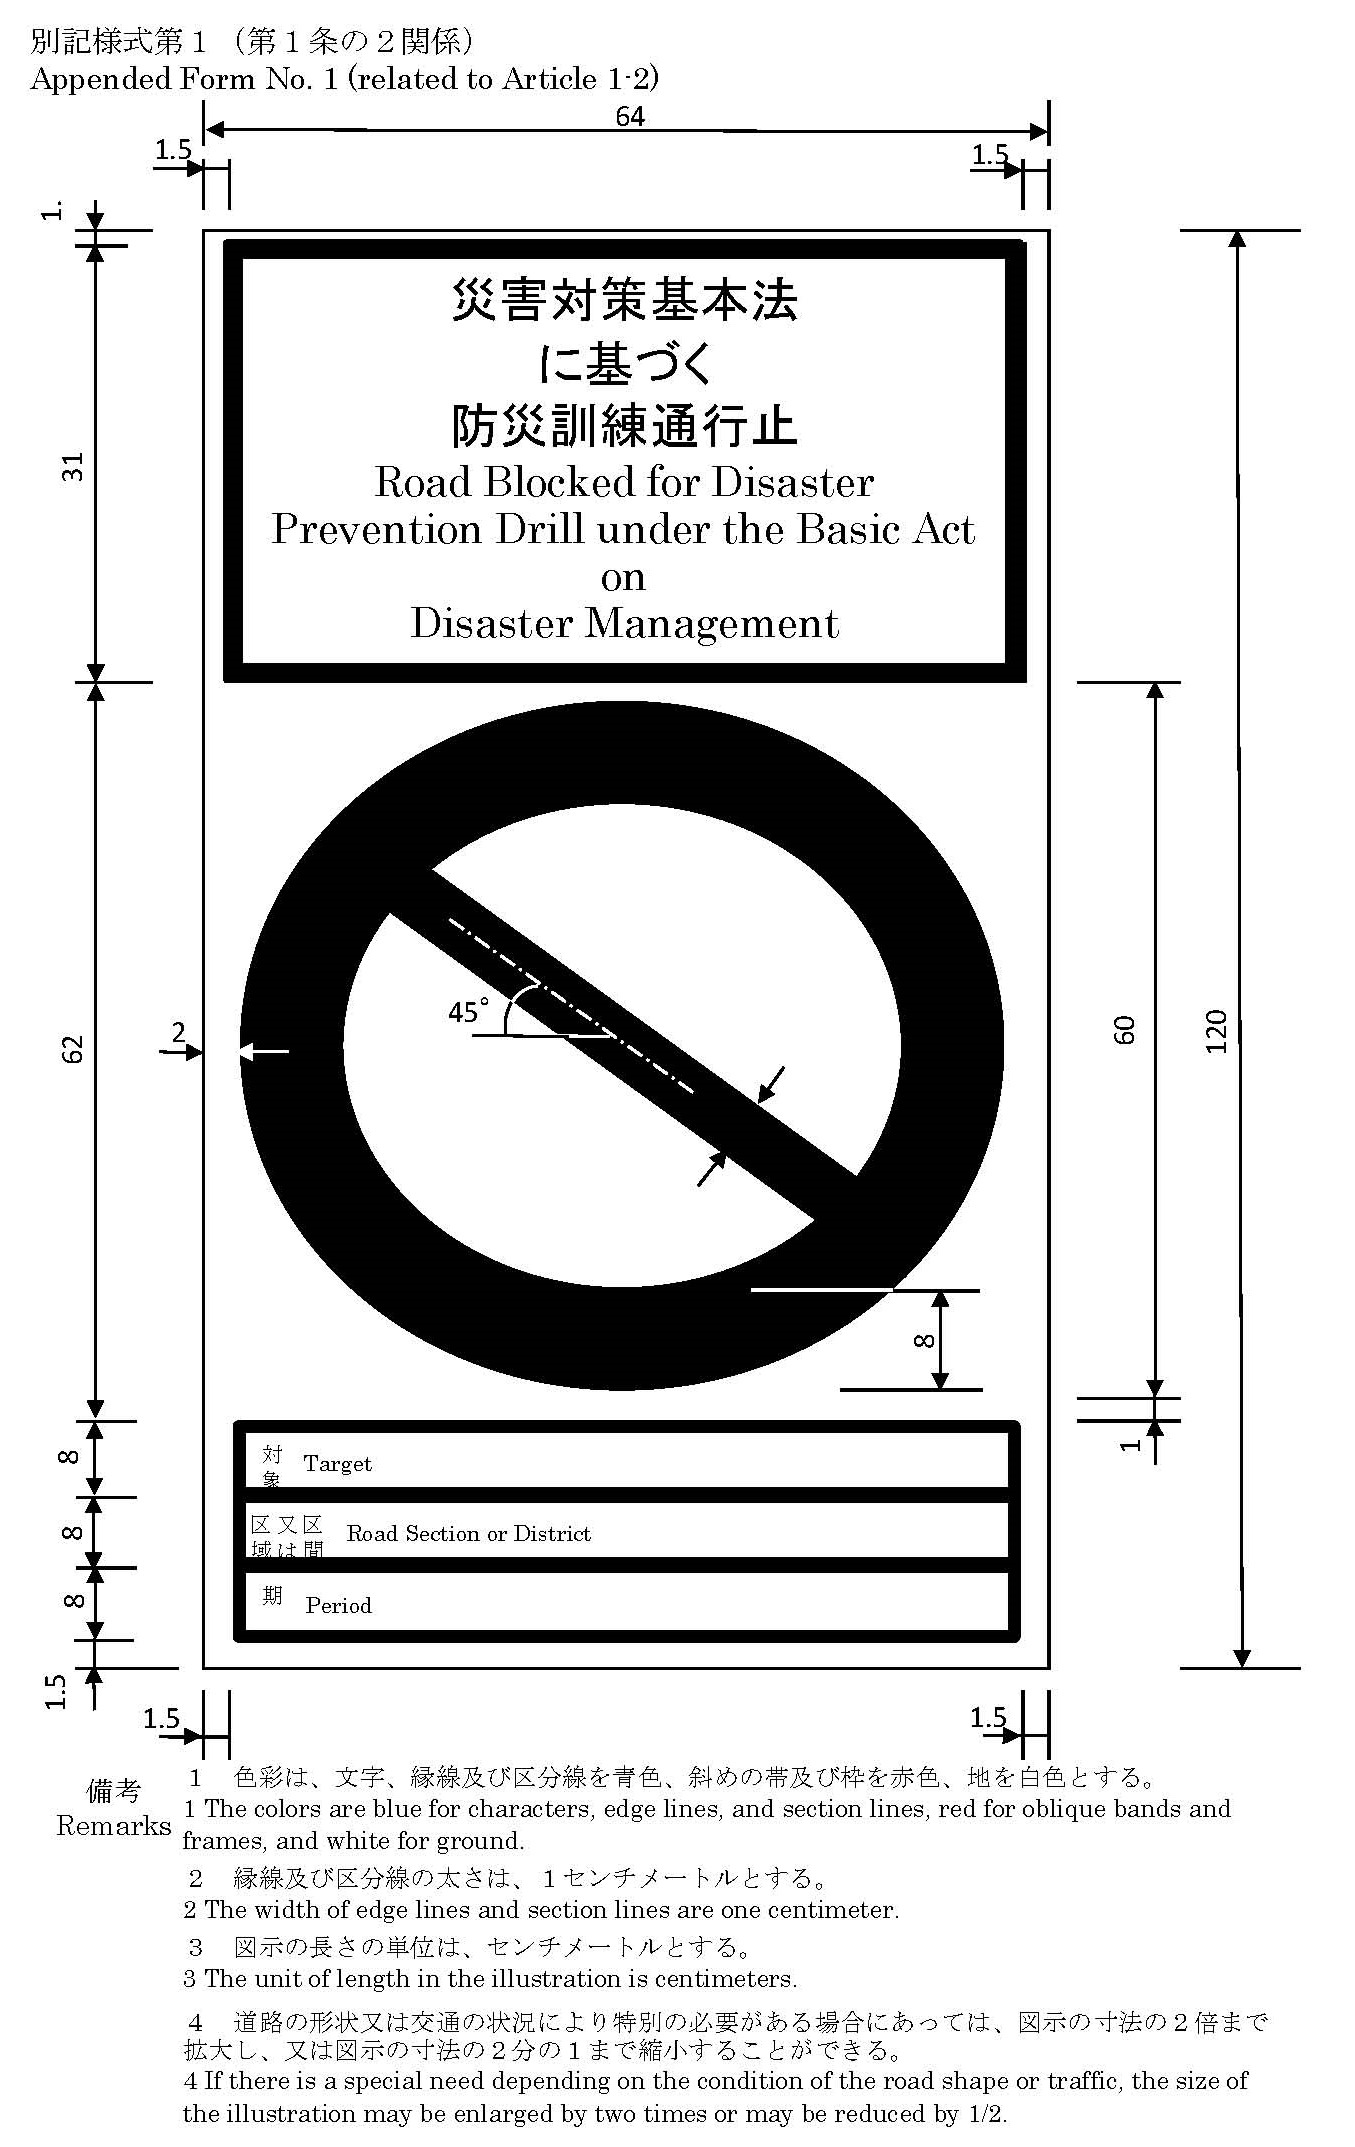 別記様式第１（第１条の２関係）
Appended Form No. 1 (related to Article 1-2)
64
1.5
1.5
1.
災害対策基本法
に基づく
防災訓練通行止
Road Blocked for Disaster
Prevention Drill under the Basic Act
on
Disaster Management
31
62
2
45°
60
120
8
1
対
象
Target
8
区又区
域は間
Road Section or District
8
期
Period
8
1.5
1.5
1.5
備考
Remarks
１　色彩は、文字、縁線及び区分線を青色、斜めの帯及び枠を赤色、地を白色とする。
1 The colors are blue for characters, edge lines, and section lines, red for oblique bands and
frames, and white for ground.
２　縁線及び区分線の太さは、１センチメートルとする。
2 The width of edge lines and section lines are one centimeter.
３　図示の長さの単位は、センチメートルとする。
3 The unit of length in the illustration is centimeters.
４　道路の形状又は交通の状況により特別の必要がある場合にあっては、図示の寸法の２倍まで
拡大し、又は図示の寸法の２分の１まで縮小することができる。
4 If there is a special need depending on the condition of the road shape or traffic, the size of
the illustration may be enlarged by two times or may be reduced by 1/2.